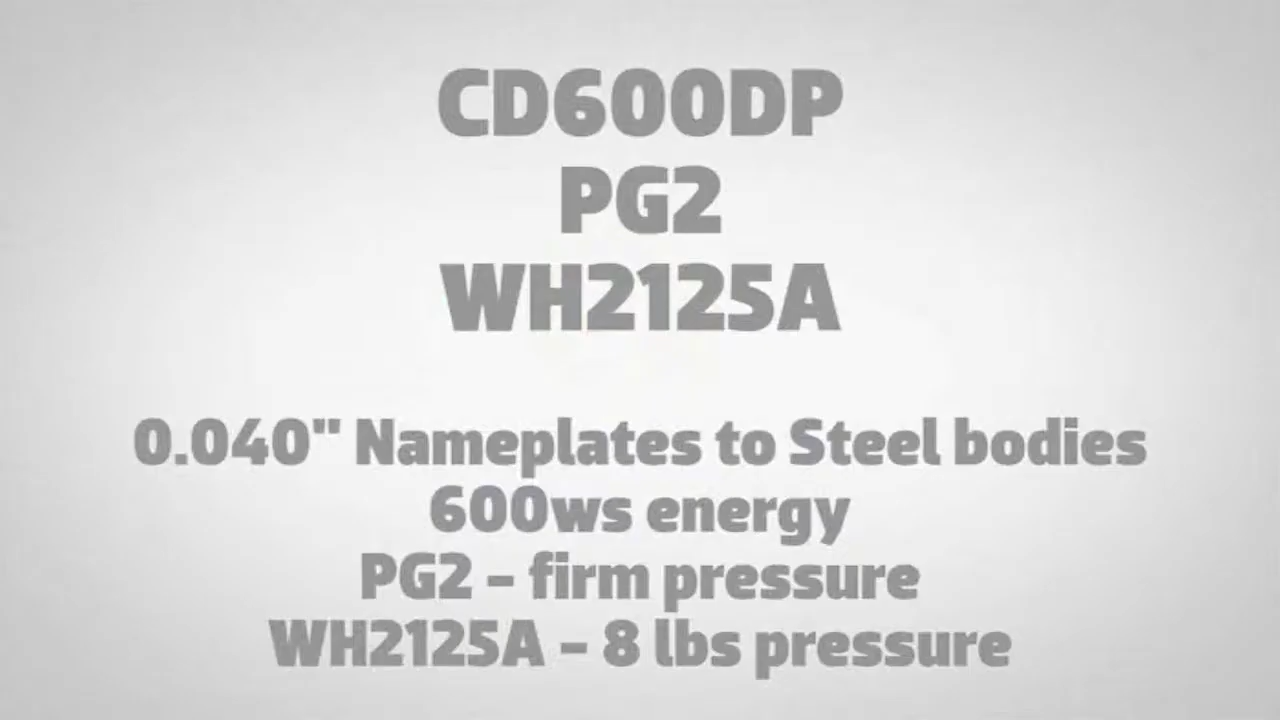 CD600DP
PG2
WH2125A
0.040" Nameplates to Steel bodies
600ws energy
PG2 - firm pressure
WH2125A - 8 lbs pressure